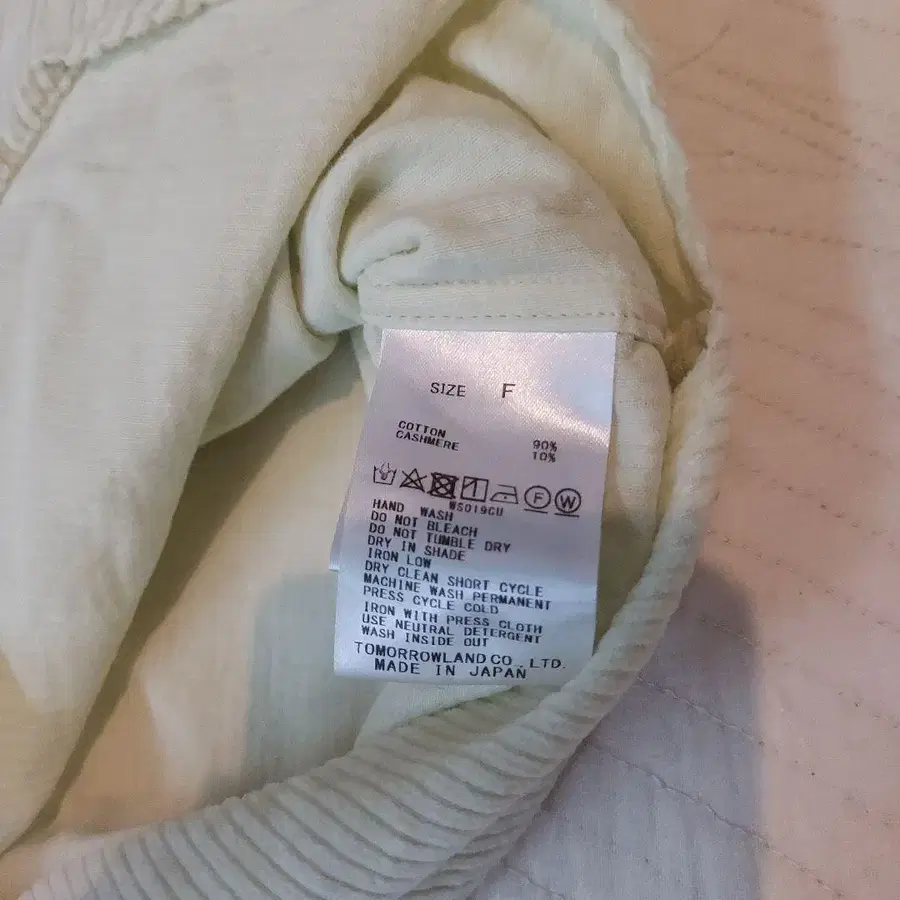 SIZE F
COTTON 90%
CASHMERE 10%
F W
WS019CU
HAND WASH
DO NOT BLEACH
DO NOT TUMBLE DRY
DRY IN SHADE
IRON LOW
DRY CLEAN SHORT CYCLE
MACHINE WASH PERMANENT
PRESS CYCLE COLD
IRON WITH PRESS CLOTH
USE NEUTRAL DETERGENT
WASH INSIDE OUT
TOMORROWLAND CO.,LTD.
MADE IN JAPAN